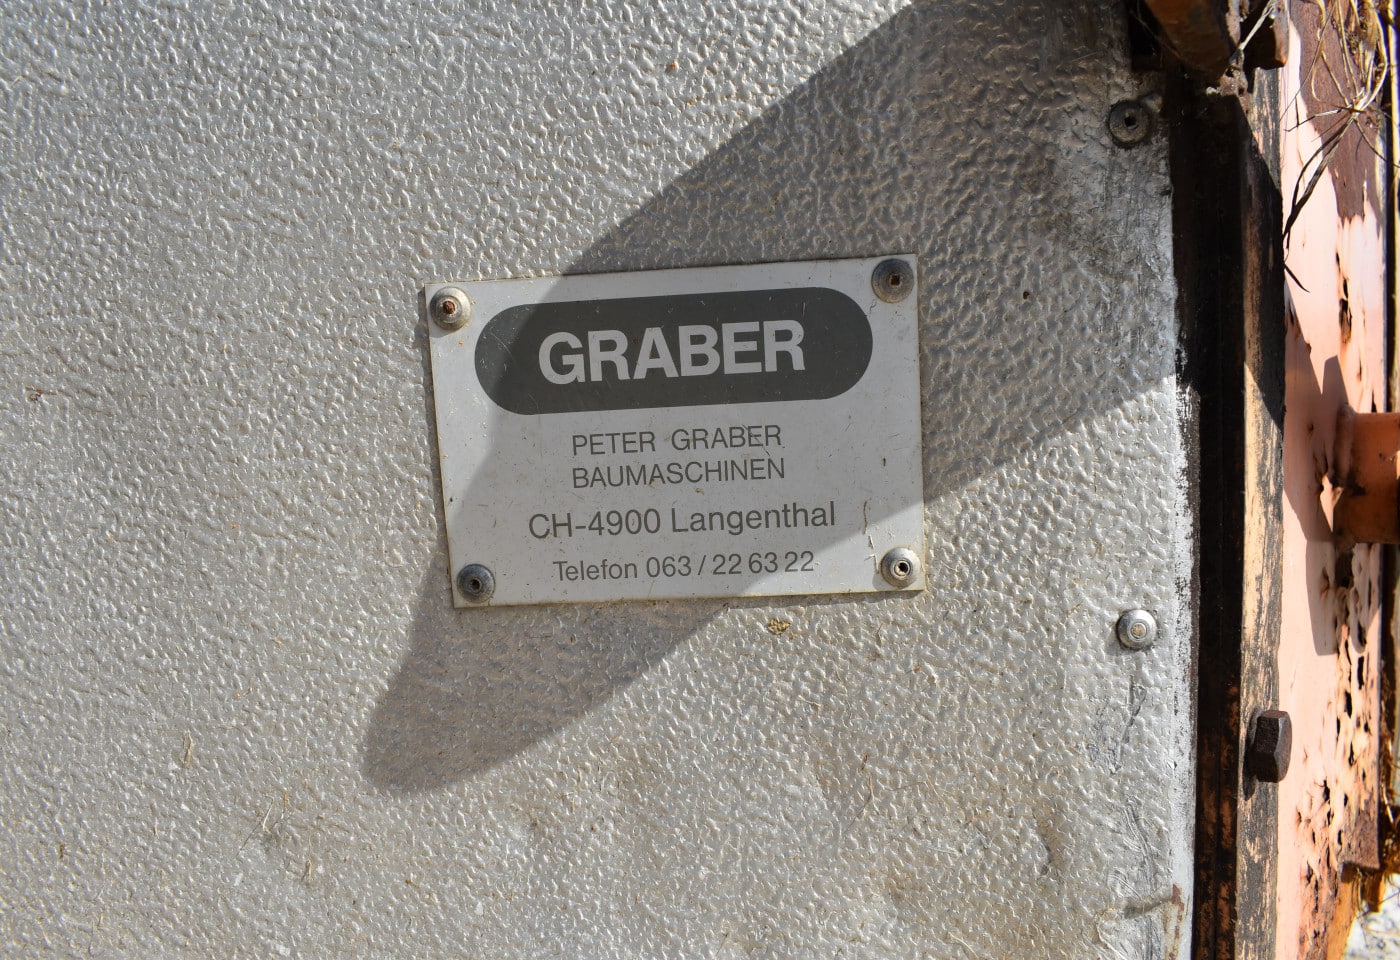 GRABER
PETER GRABER
BAUMASCHINEN
CH-4900 Langenthal
Telefon 063 / 22 63 22